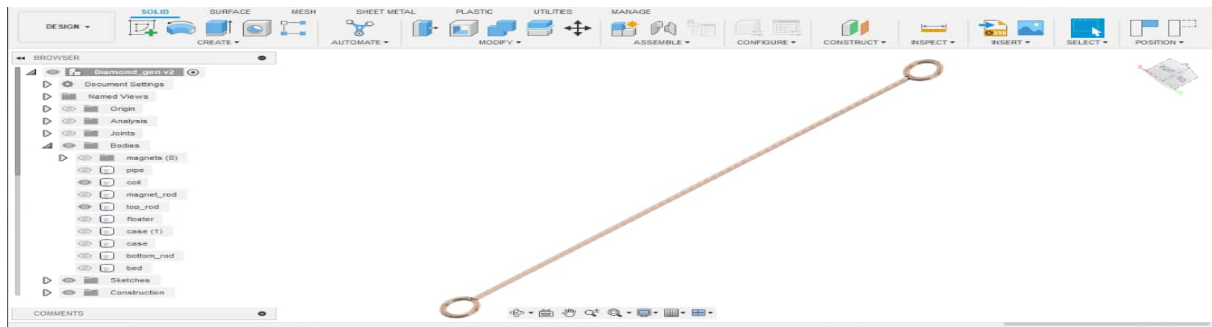 SOLID SURFACE MESH SHEET METAL PLASTIC UTILITIES MANAGE
DESIGN
CREATE AUTOMATE MODIFY ASSEMBLE CONFIGURE CONSTRUCT INSPECT INSERT SELECT POSITION
BROWSER
Diamond_gen v2
Document Settings
Named Views
Origin
Analysis
Joints
Bodies
magnets (8)
pipe
coil
magnet_rod
top_rod
floater
case (1)
case
bottom_rod
bed
Sketches
Construction
COMMENTS